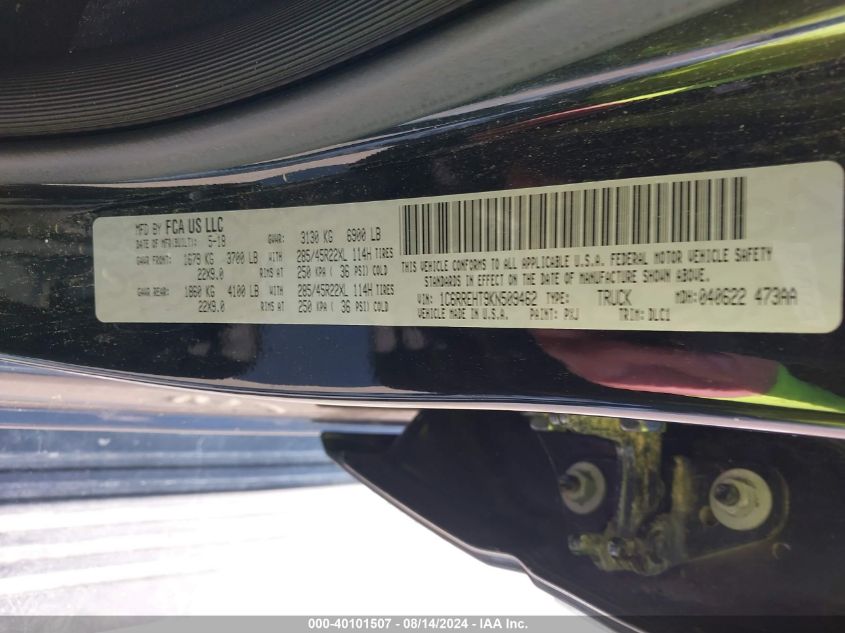 MFD BY FCA US LLC
DATE OF MFR(BUILT): 5-18 GVWR: 3130 KG 6900 LB
GAWR FRONT: 1679 KG 3700 LB WITH 285/45R22XL 114H TIRES
22X9.0 RIMS AT 250 KPA ( 36 PSI) COLD
GAWR REAR: 1860 KG 4100 LB WITH 285/45R22XL 114H TIRES
22X9.0 RIMS AT 250 KPA ( 36 PSI) COLD
THIS VEHICLE CONFORMS TO ALL APPLICABLE U.S.A. FEDERAL MOTOR VEHICLE SAFETY
STANDARDS IN EFFECT ON THE DATE OF MANUFACTURE SHOWN ABOVE.
VIN: 1C6RREHT9KN509462 TYPE: TRUCK MDH: 040622 473AA
VEHICLE MADE IN U.S.A. PAINT: PXJ TRIM: DLC1
000-40101507 - 08/14/2024 - IAA Inc.